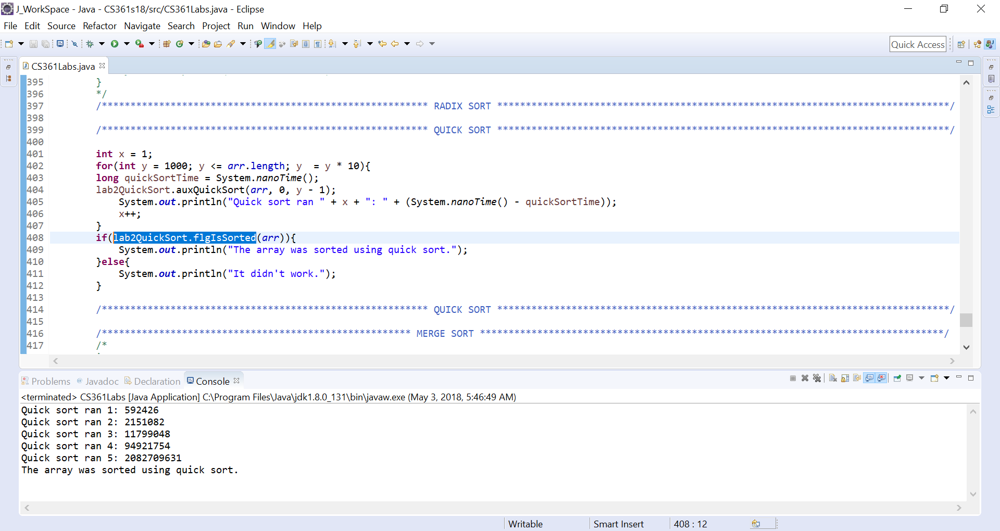 J_WorkSpace - Java - CS361s18/src/CS361Labs.java - Eclipse
File Edit Source Refactor Navigate Search Project Run Window Help
Quick Access
CS361Labs.java
395 }
396 */
397 /********************************************************* RADIX SORT *******************************************************************************/
398
399 /********************************************************* QUICK SORT *******************************************************************************/
400
401 int x = 1;
402 for(int y = 1000; y <= arr.length; y  = y * 10){
403 long quickSortTime = System.nanoTime();
404 lab2QuickSort.auxQuickSort(arr, 0, y - 1);
405 System.out.println("Quick sort ran " + x + ": " + (System.nanoTime() - quickSortTime));
406 x++;
407 }
408 if(lab2QuickSort.flgIsSorted(arr)){
409 System.out.println("The array was sorted using quick sort.");
410 }else{
411 System.out.println("It didn't work.");
412 }
413
414 /********************************************************* QUICK SORT *******************************************************************************/
415
416 /****************************************************** MERGE SORT *********************************************************************************/
417 /*
Problems Javadoc Declaration Console
<terminated> CS361Labs [Java Application] C:\Program Files\Java\jdk1.8.0_131\bin\javaw.exe (May 3, 2018, 5:46:49 AM)
Quick sort ran 1: 592426
Quick sort ran 2: 2151082
Quick sort ran 3: 11799048
Quick sort ran 4: 94921754
Quick sort ran 5: 2082709631
The array was sorted using quick sort.
Writable Smart Insert 408 : 12